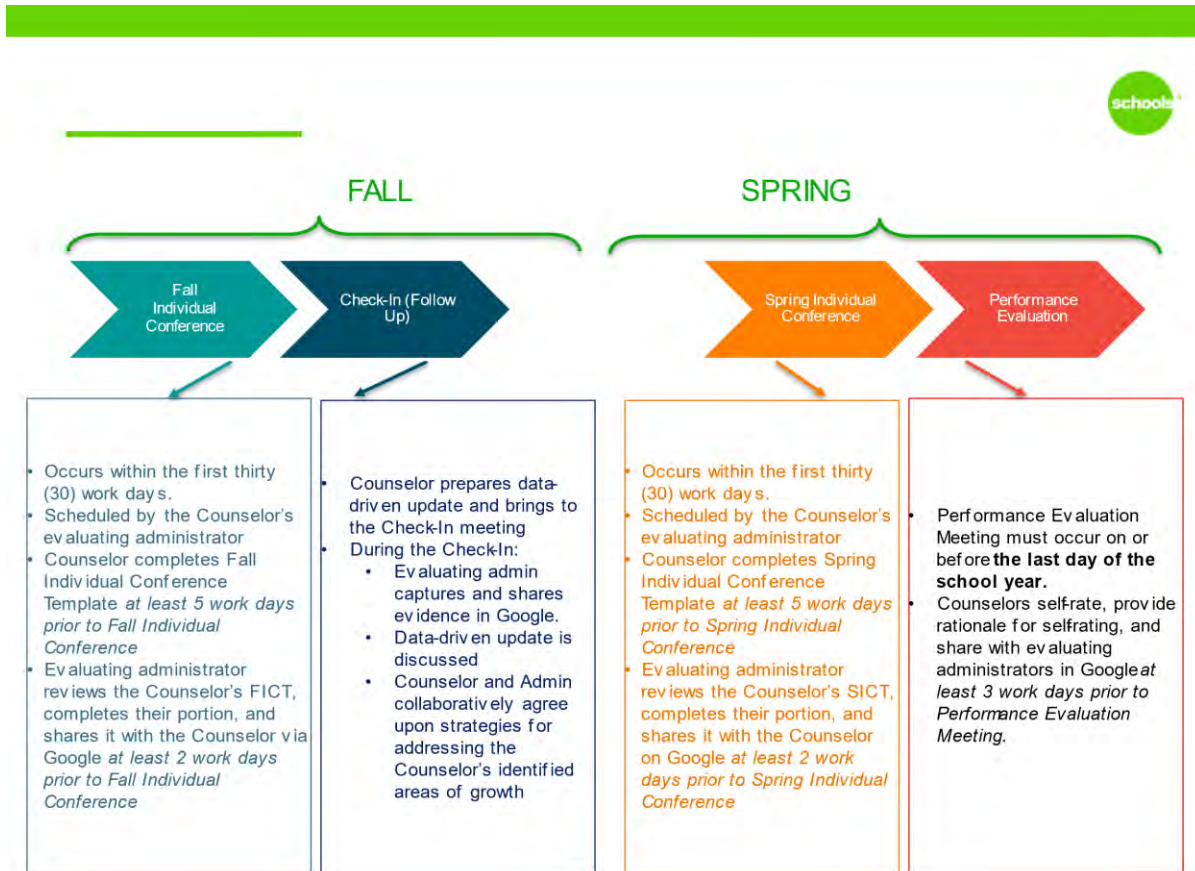 schools
FALL
SPRING
Fall
Individual
Conference
Check-In (Follow
Up)
Spring Individual
Conference
Performance
Evaluation
• Occurs within the first thirty
(30) work days.
• Scheduled by the Counselor's
evaluating administrator
• Counselor completes Fall
Individual Conference
Template at least 5 work days
prior to Fall Individual
Conference
• Evaluating administrator
reviews the Counselor's FICT,
completes their portion, and
shares it with the Counselor via
Google at least 2 work days
prior to Fall Individual
Conference
• Counselor prepares data-
driven update and brings to
the Check-In meeting
• During the Check-In:
• Evaluating admin
captures and shares
evidence in Google.
• Data-driven update is
discussed
• Counselor and Admin
collaboratively agree
upon strategies for
addressing the
Counselor's identified
areas of growth
• Occurs within the first thirty
(30) work days.
• Scheduled by the Counselor's
evaluating administrator
• Counselor completes Spring
Individual Conference
Template at least 5 work days
prior to Spring Individual
Conference
• Evaluating administrator
reviews the Counselor's SICT,
completes their portion, and
shares it with the Counselor
on Google at least 2 work
days prior to Spring Individual
Conference
• Performance Evaluation
Meeting must occur on or
before the last day of the
school year.
• Counselors self-rate, provide
rationale for selfrating, and
share with evaluating
administrators in Google at
least 3 work days prior to
Performance Evaluation
Meeting.